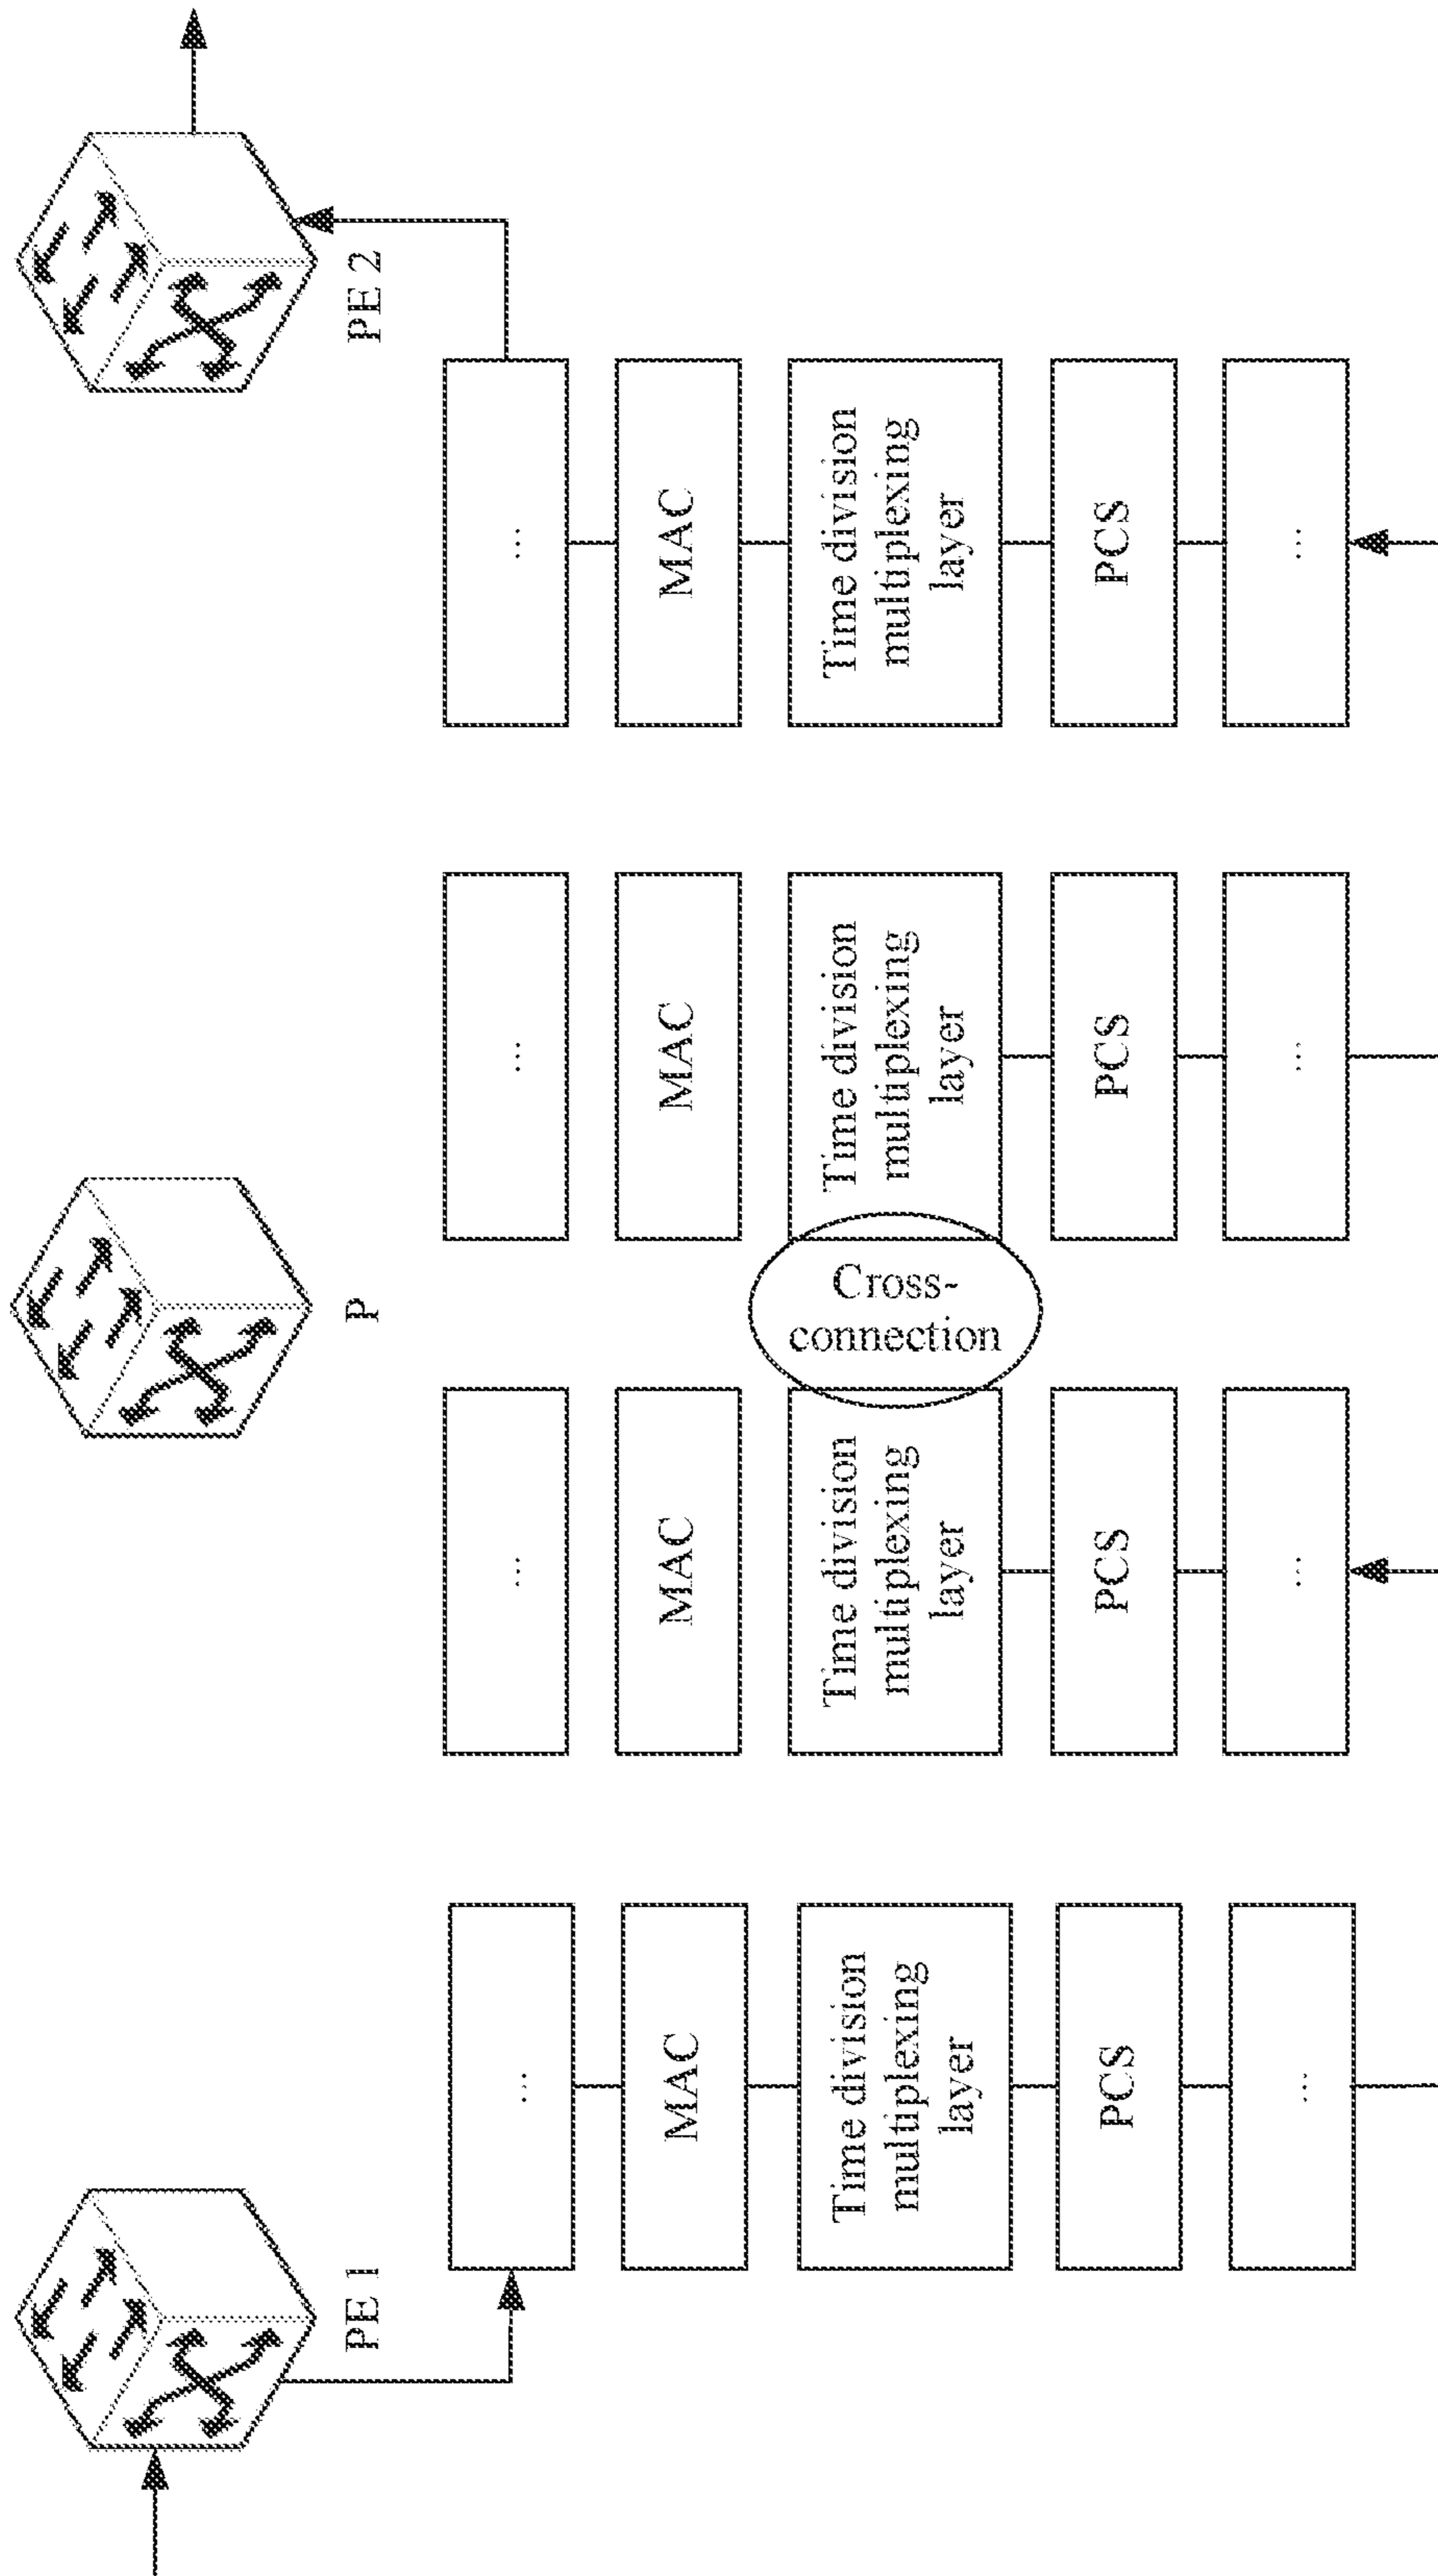 PE 1
P
PE 2
...
MAC
Time division
multiplexing
layer
PCS
...
...
MAC
Time division
multiplexing
layer
PCS
...
Cross-
connection
...
MAC
Time division
multiplexing
layer
PCS
...
...
MAC
Time division
multiplexing
layer
PCS
...